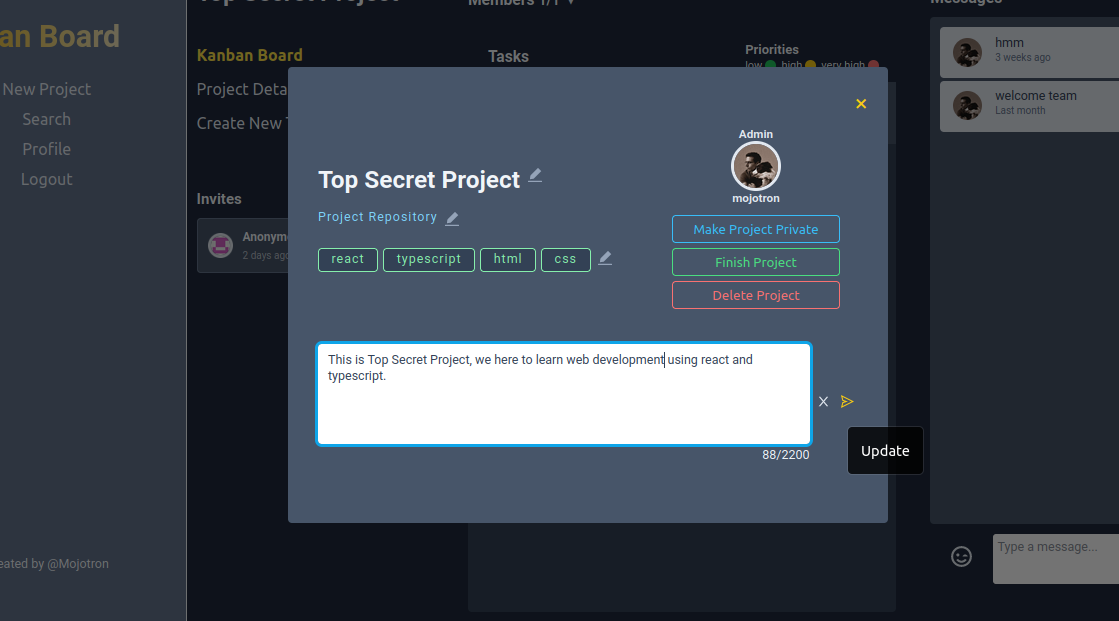 Top Secret Project
Members 1/1
Messages
an Board
New Project
Search
Profile
Logout
eated by @Mojotron
Kanban Board
Project Deta
Create New T
Invites
Anonym
2 days ago
Tasks
Priorities
low high very high
Admin
mojotron
Top Secret Project
Project Repository
react typescript html css
Make Project Private
Finish Project
Delete Project
This is Top Secret Project, we here to learn web development using react and
typescript.
88/2200
Update
hmm
3 weeks ago
welcome team
Last month
Type a message...